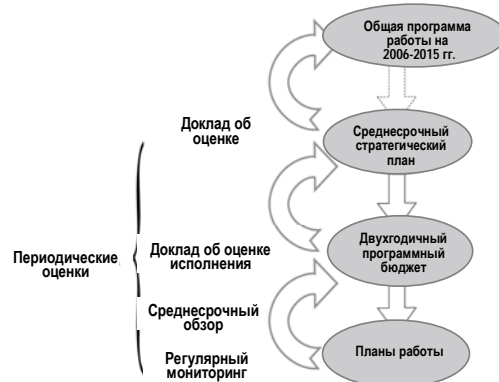 Общая программа
работы на
2006-2015 гг.
Доклад об
оценке
Среднесрочный
стратегический
план
Периодические
оценки
Доклад об оценке
исполнения
Двухгодичный
программный
бюджет
Среднесрочный
обзор
Регулярный
мониторинг
Планы работы